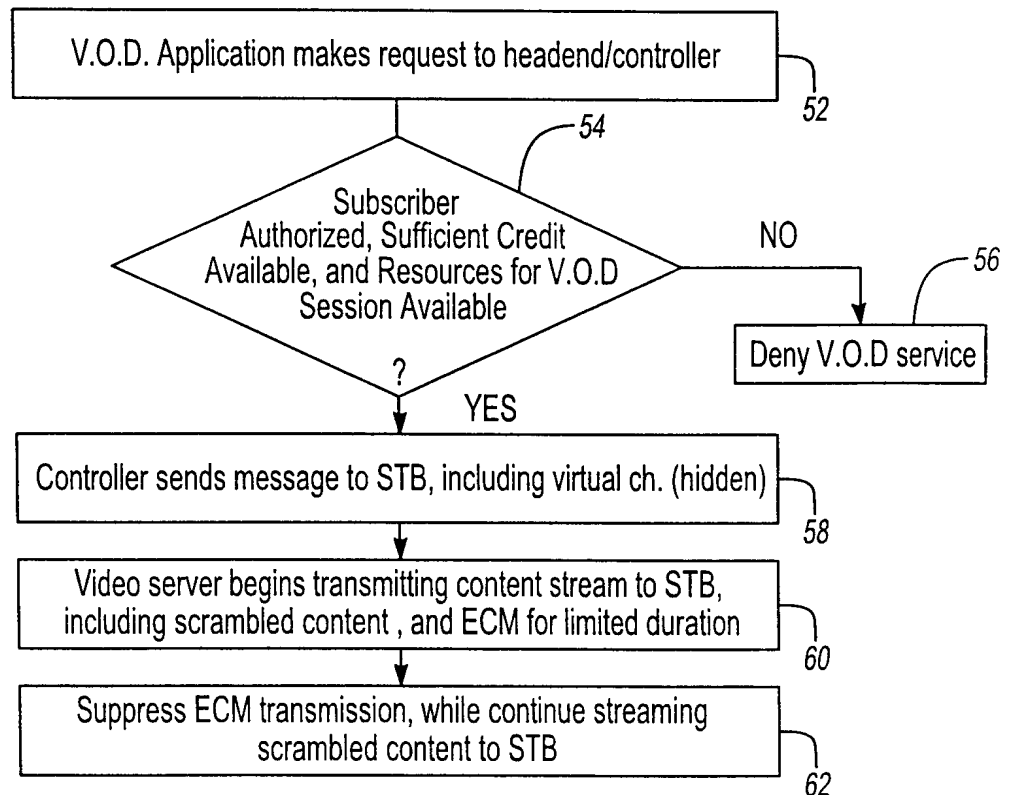 V.O.D. Application makes request to headend/controller
52
54
Subscriber
Authorized, Sufficient Credit
Available, and Resources for V.O.D
Session Available
?
NO
56
Deny V.O.D service
YES
Controller sends message to STB, including virtual ch. (hidden)
58
Video server begins transmitting content stream to STB,
including scrambled content , and ECM for limited duration
60
Suppress ECM transmission, while continue streaming
scrambled content to STB
62